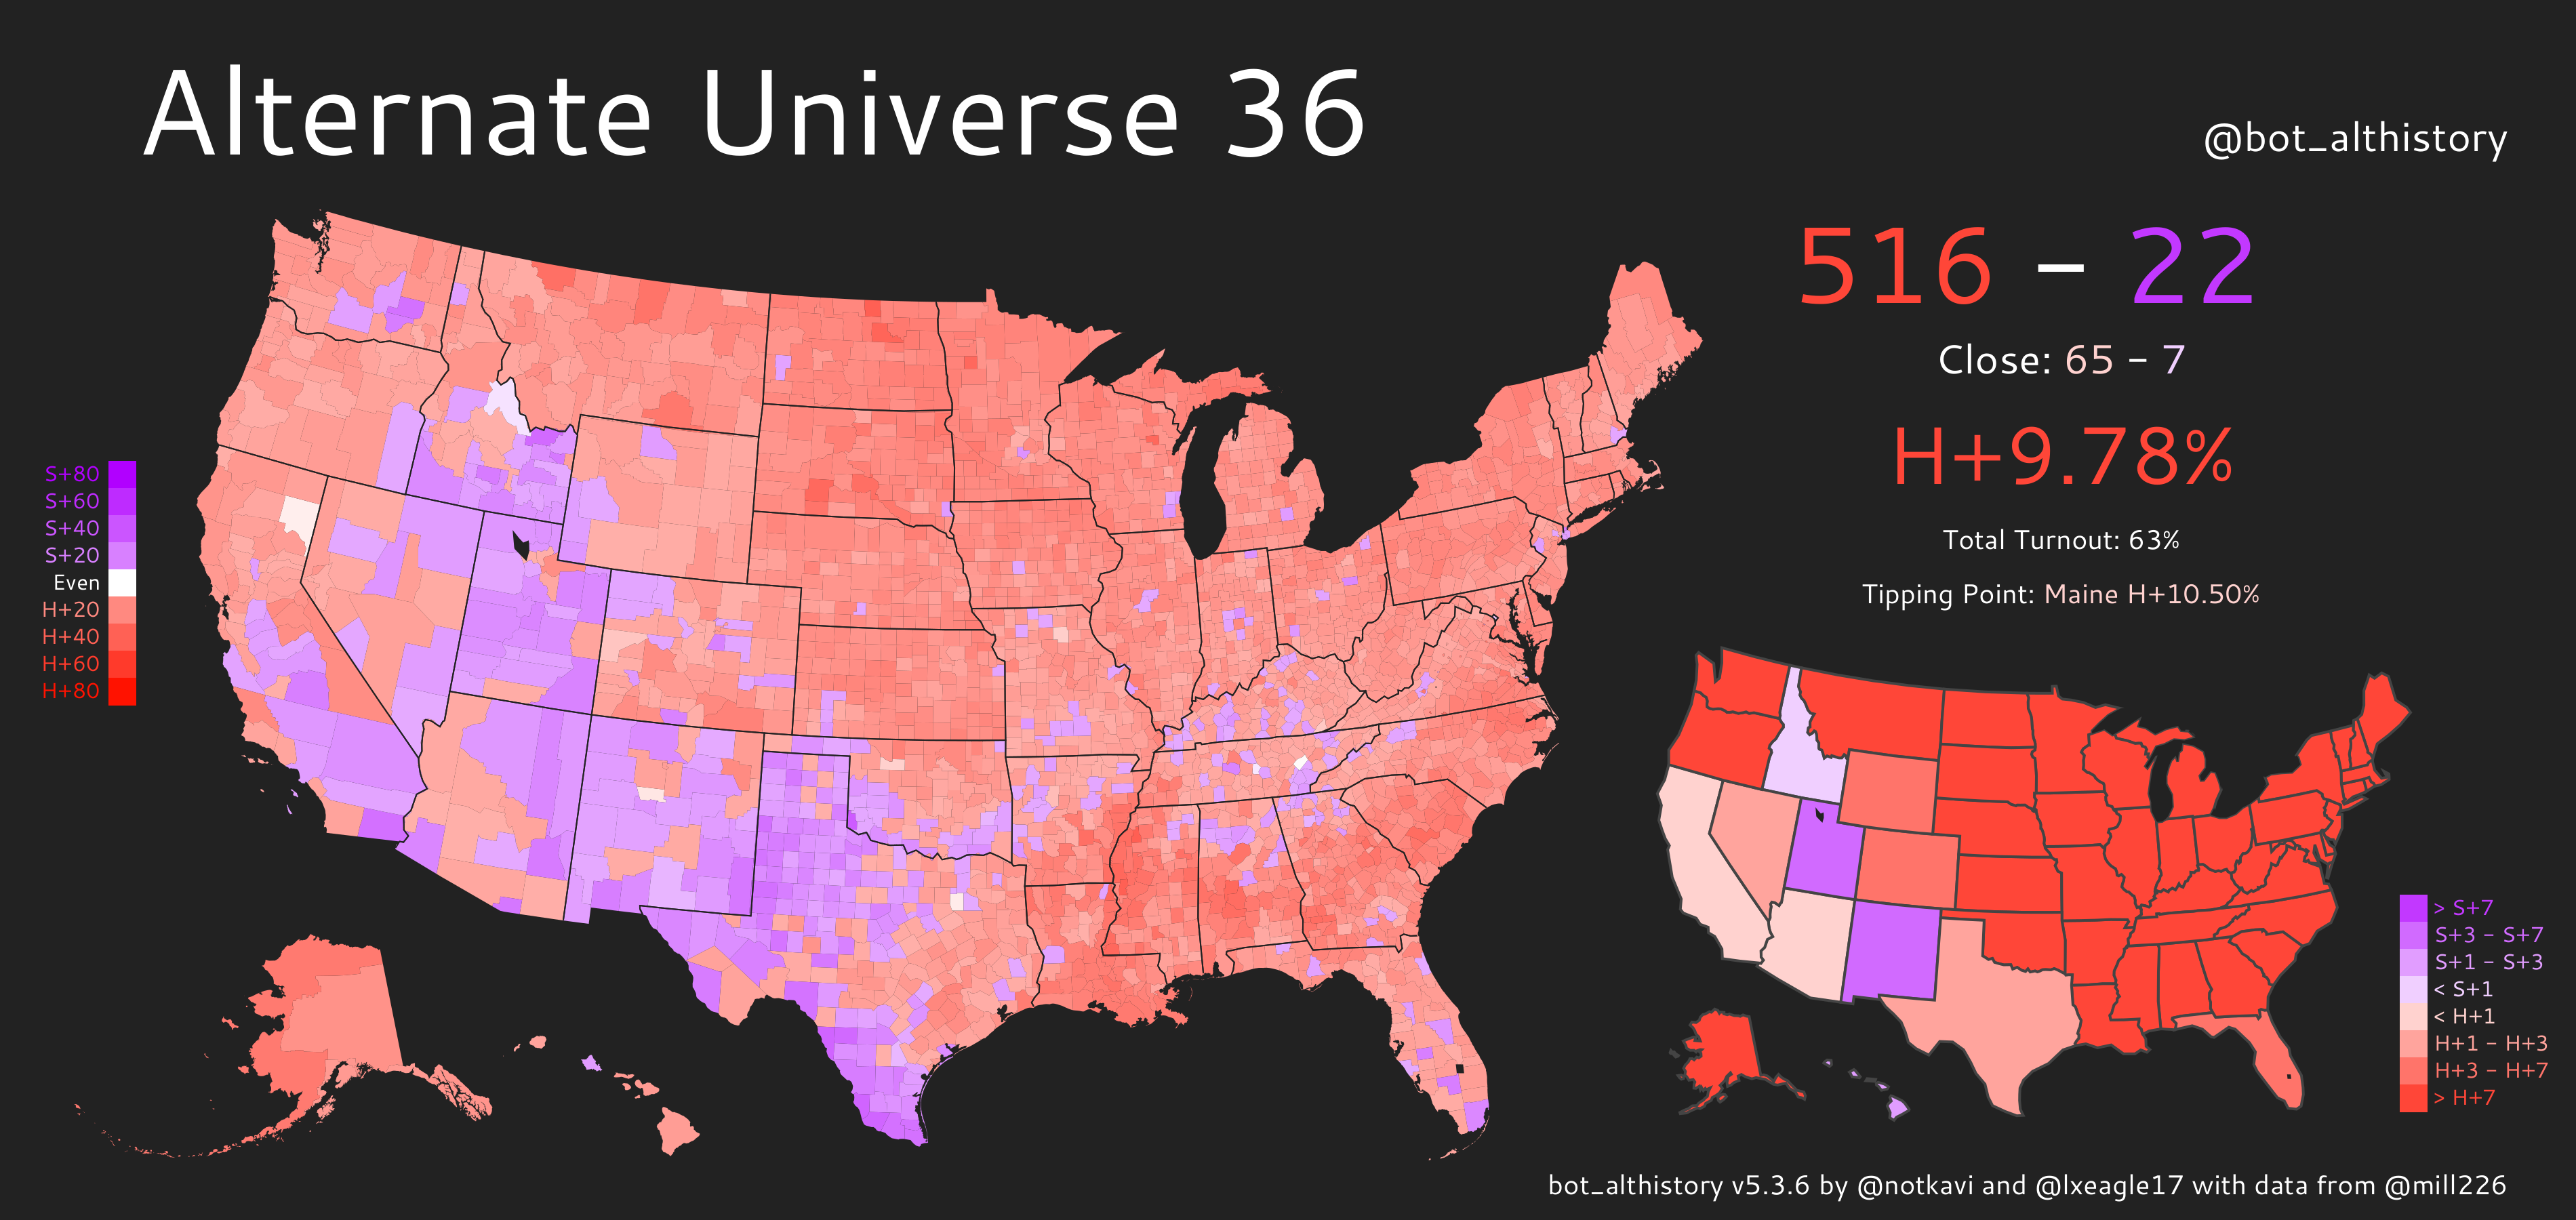 Alternate Universe 36
@bot_althistory
516 – 22
Close: 65 - 7
H+9.78%
Total Turnout: 63%
Tipping Point: Maine H+10.50%
S+80
S+60
S+40
S+20
Even
H+20
H+40
H+60
H+80
> S+7
S+3 - S+7
S+1 - S+3
< S+1
< H+1
H+1 - H+3
H+3 - H+7
> H+7
bot_althistory v5.3.6 by @notkavi and @lxeagle17 with data from @mill226